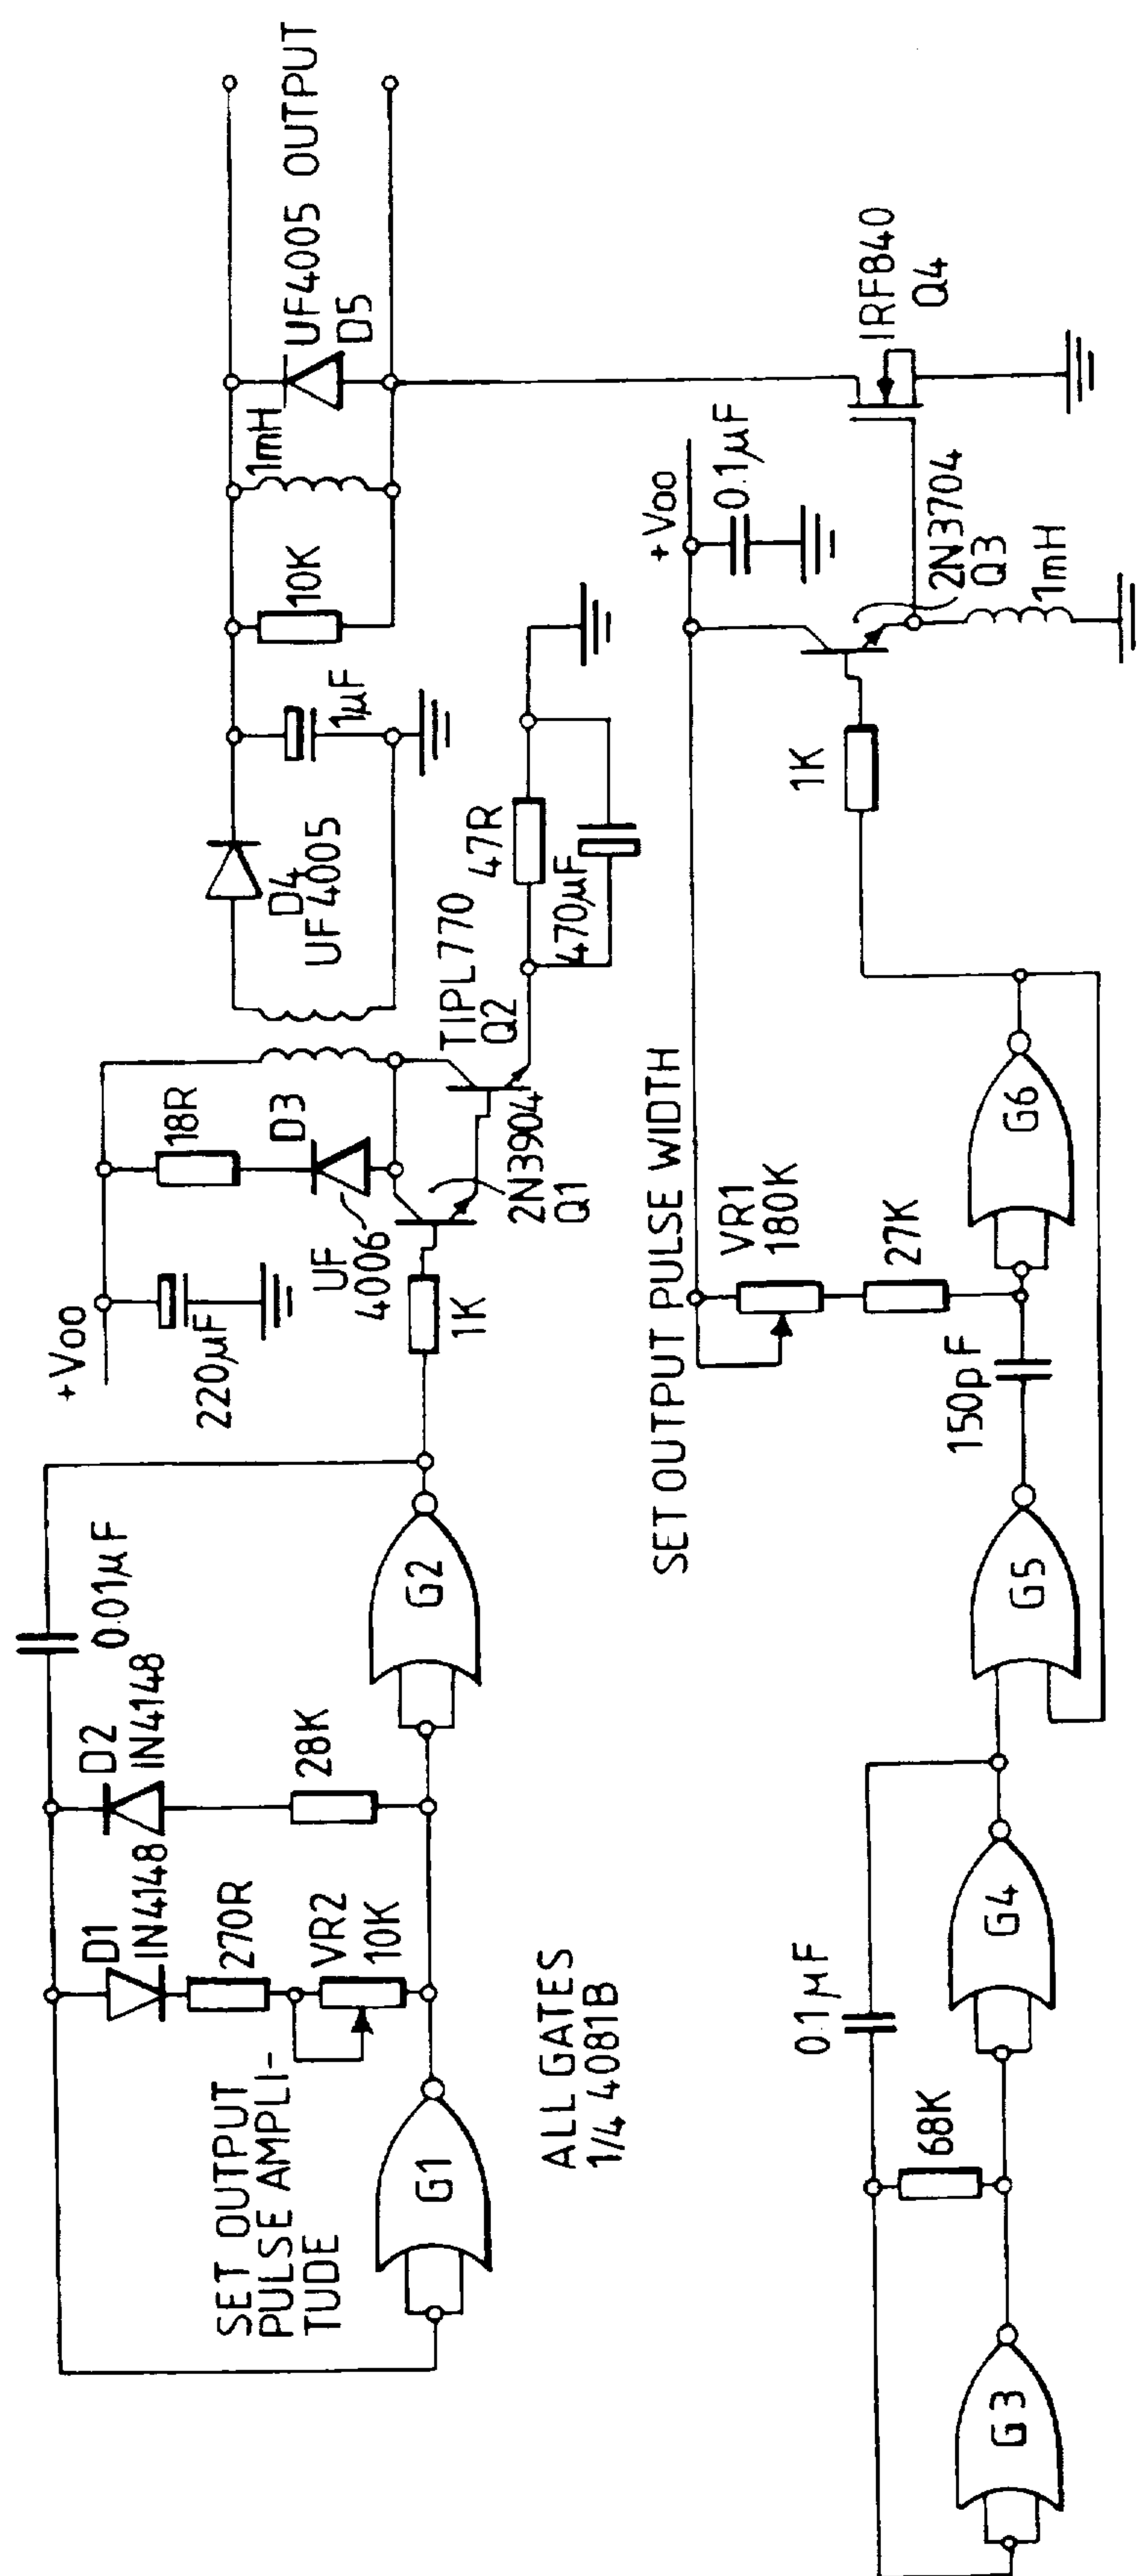 +Voo
220µF
18R
D3
UF
4006
1K
2N3904
Q1
TIPL770
Q2
47R
470µF
D4
UF4005
1µF
10K
1mH
UF4005 OUTPUT
D5
0.01µF
D1
IN4148
D2
IN4148
270R
VR2
10K
28K
SET OUTPUT
PULSE AMPLI-
TUDE
G1
G2
ALL GATES
1/4 4081B
SET OUTPUT PULSE WIDTH
+Voo
0.1µF
VR1
180K
27K
150pF
1K
2N3704
Q3
1mH
IRF840
Q4
0.1µF
68K
G3
G4
G5
G6